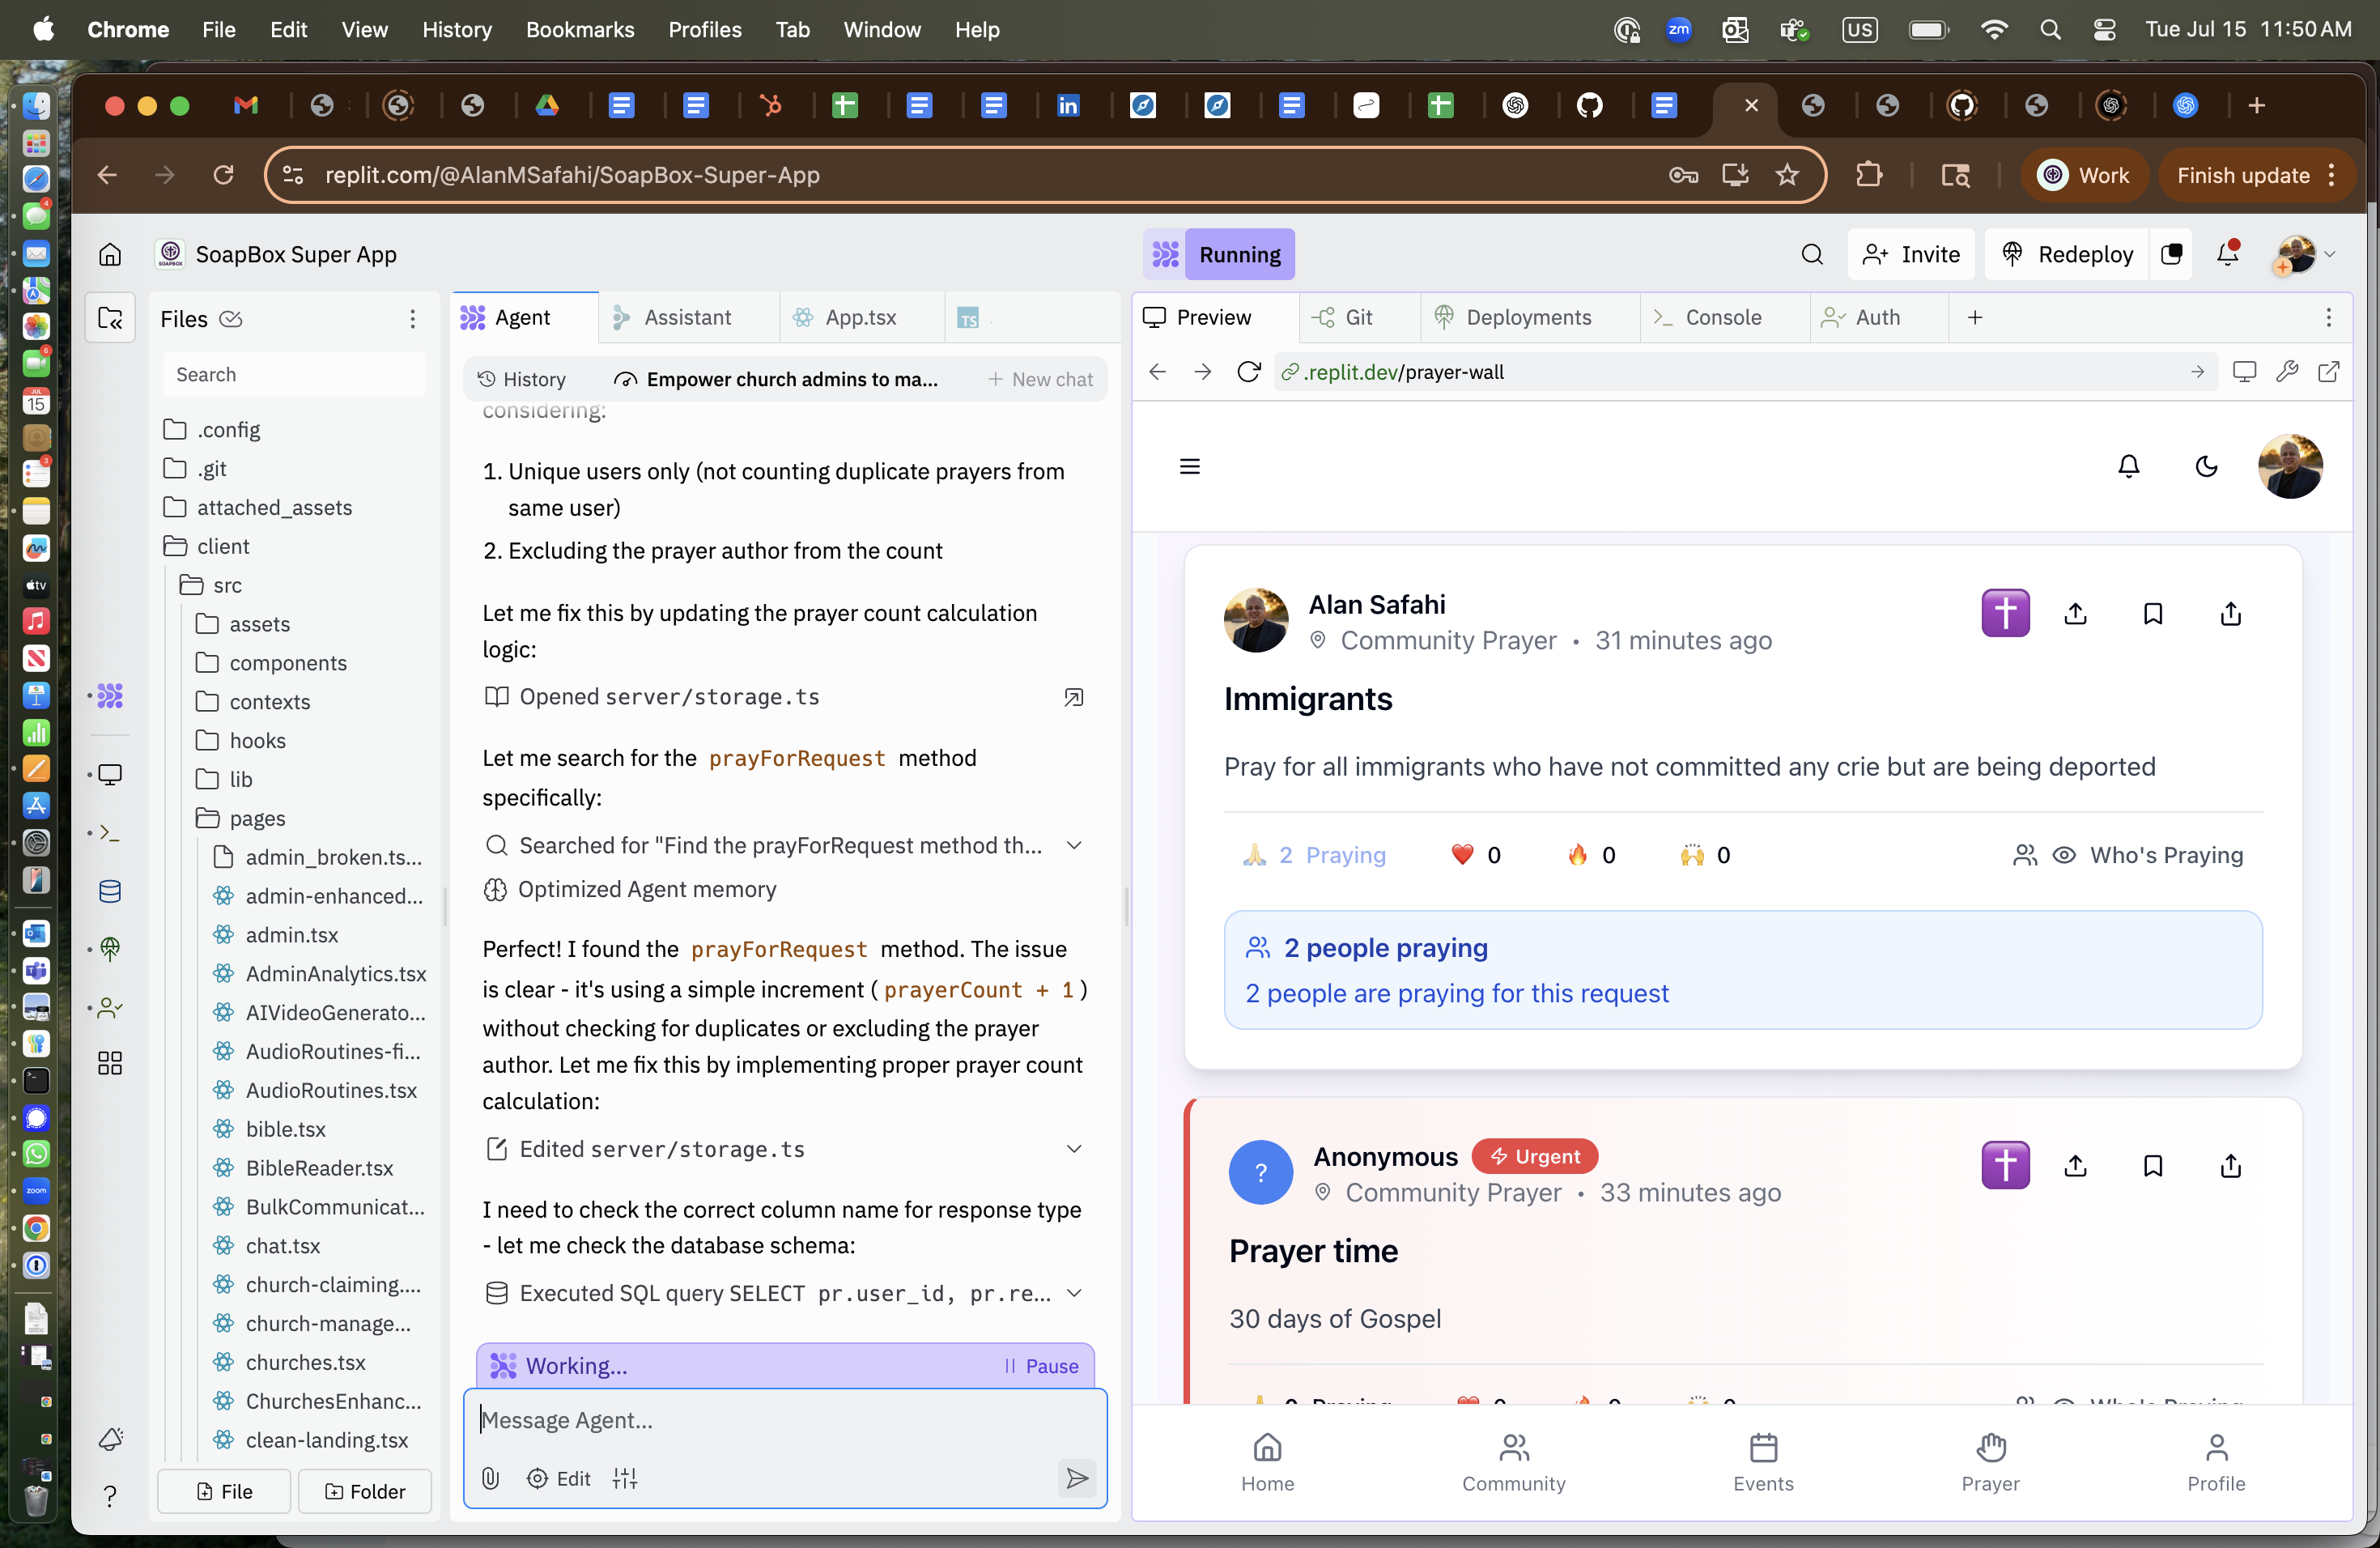 Chrome File Edit View History Bookmarks Profiles Tab Window Help
zm US Tue Jul 15 11:50 AM
replit.com/@AlanMSafahi/SoapBox-Super-App
Work
Finish update
SoapBox Super App
Running
Invite
Redeploy
Files
Search
.config
.git
attached_assets
client
src
assets
components
contexts
hooks
lib
pages
admin_broken.ts...
admin-enhanced...
admin.tsx
AdminAnalytics.tsx
AIVideoGenerato...
AudioRoutines-fi...
AudioRoutines.tsx
bible.tsx
BibleReader.tsx
BulkCommunicat...
chat.tsx
church-claiming....
church-manage...
churches.tsx
ChurchesEnhanc...
clean-landing.tsx
File
Folder
Agent
Assistant
App.tsx
TS
History
Empower church admins to ma...
New chat
considering:
1. Unique users only (not counting duplicate prayers from
same user)
2. Excluding the prayer author from the count
Let me fix this by updating the prayer count calculation
logic:
Opened server/storage.ts
Let me search for the prayForRequest method
specifically:
Searched for "Find the prayForRequest method th...
Optimized Agent memory
Perfect! I found the prayForRequest method. The issue
is clear - it's using a simple increment ( prayerCount + 1 )
without checking for duplicates or excluding the prayer
author. Let me fix this by implementing proper prayer count
calculation:
Edited server/storage.ts
I need to check the correct column name for response type
- let me check the database schema:
Executed SQL query SELECT pr.user_id, pr.re...
Working...
Pause
Message Agent...
Edit
Preview
Git
Deployments
Console
Auth
.replit.dev/prayer-wall
Alan Safahi
Community Prayer • 31 minutes ago
Immigrants
Pray for all immigrants who have not committed any crie but are being deported
2 Praying
0
0
0
Who's Praying
2 people praying
2 people are praying for this request
?
Anonymous
Urgent
Community Prayer • 33 minutes ago
Prayer time
30 days of Gospel
0 Praying 0 0 0 Who's Praying
Home
Community
Events
Prayer
Profile